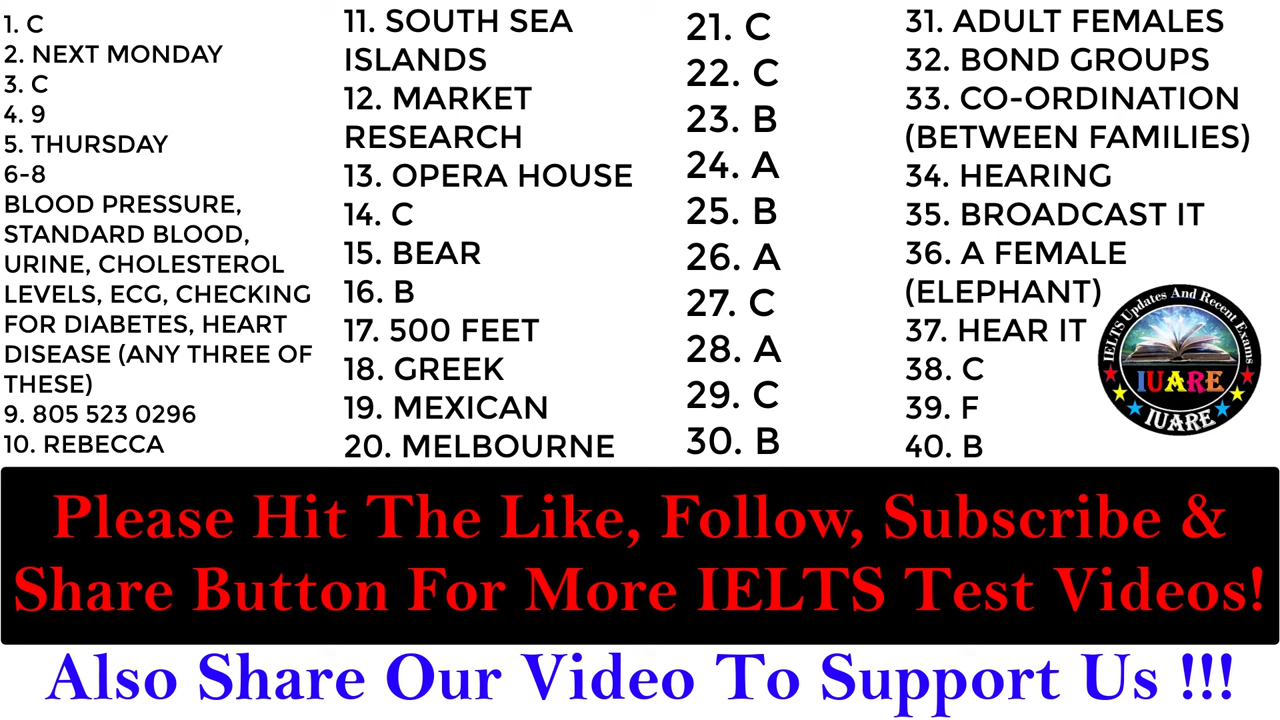 1. C
2. NEXT MONDAY
3. C
4. 9
5. THURSDAY
6-8
BLOOD PRESSURE,
STANDARD BLOOD,
URINE, CHOLESTEROL
LEVELS, ECG, CHECKING
FOR DIABETES, HEART
DISEASE (ANY THREE OF
THESE)
9. 805 523 0296
10. REBECCA
11. SOUTH SEA
ISLANDS
12. MARKET
RESEARCH
13. OPERA HOUSE
14. C
15. BEAR
16. B
17. 500 FEET
18. GREEK
19. MEXICAN
20. MELBOURNE
21. C
22. C
23. B
24. A
25. B
26. A
27. C
28. A
29. C
30. B
31. ADULT FEMALES
32. BOND GROUPS
33. CO-ORDINATION
(BETWEEN FAMILIES)
34. HEARING
35. BROADCAST IT
36. A FEMALE
(ELEPHANT)
37. HEAR IT
38. C
39. F
40. B
IELTS Updates And Recent Exams
IUARE
IUARE
Please Hit The Like, Follow, Subscribe &
Share Button For More IELTS Test Videos!
Also Share Our Video To Support Us !!!